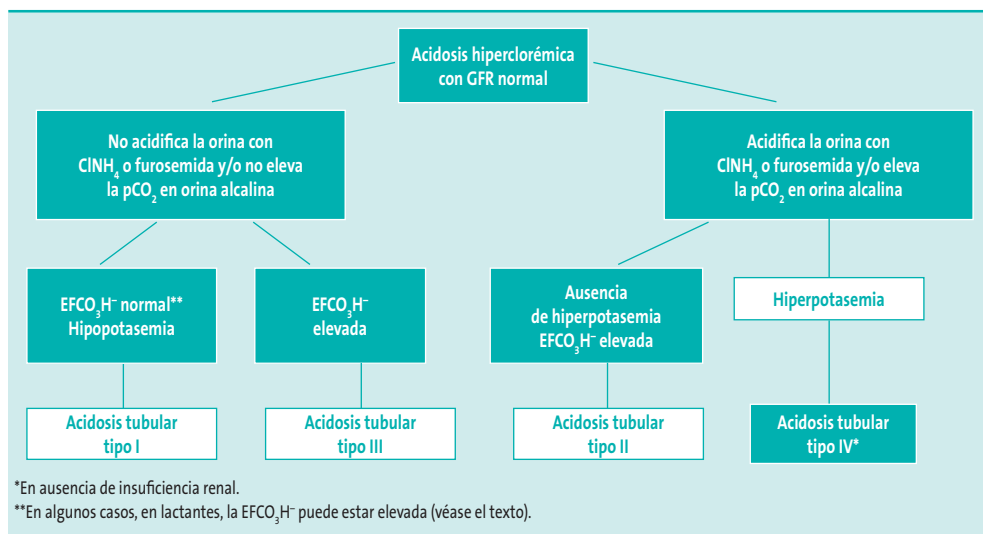 Acidosis hiperclorémica
con GFR normal
No acidifica la orina con
ClNH₄ o furosemida y/o no eleva
la pCO₂ en orina alcalina
Acidifica la orina con
ClNH₄ o furosemida y/o eleva
la pCO₂ en orina alcalina
EFCO₃H⁻ normal**
Hipopotasemia
EFCO₃H⁻
elevada
Ausencia
de hiperpotasemia
EFCO₃H⁻ elevada
Hiperpotasemia
Acidosis tubular
tipo I
Acidosis tubular
tipo III
Acidosis tubular
tipo II
Acidosis tubular
tipo IV*
*En ausencia de insuficiencia renal.
**En algunos casos, en lactantes, la EFCO₃H⁻ puede estar elevada (véase el texto).